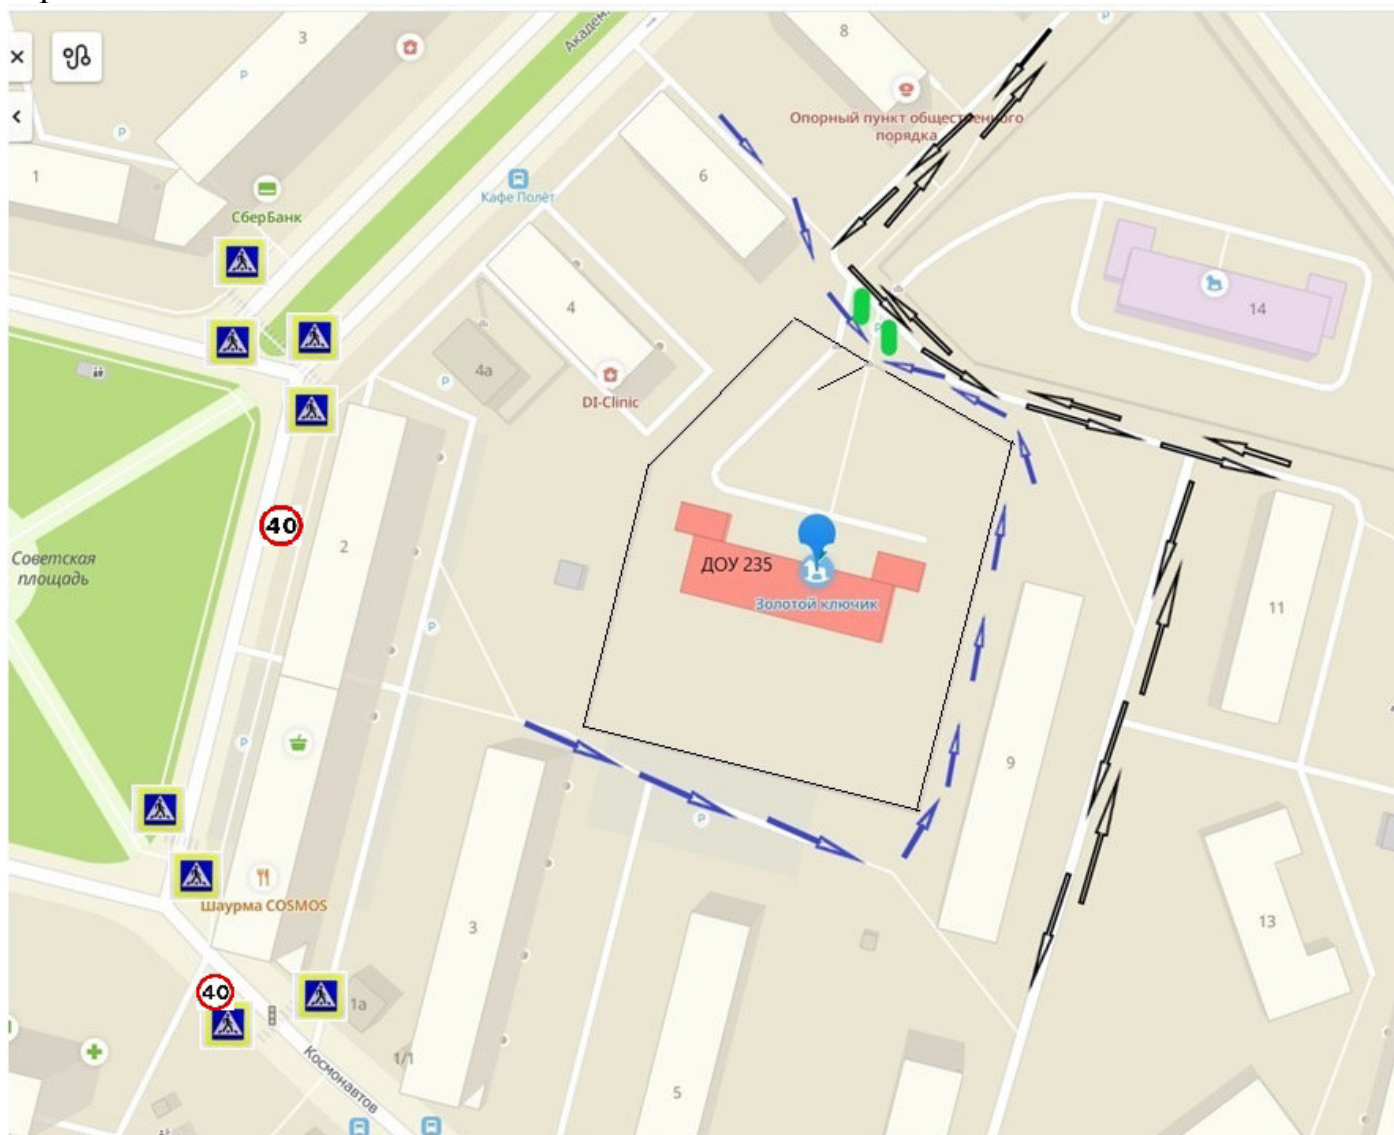 Академ
3
8
Р
Опорный пункт общественного
порядка
Р
Р
1
6
Кафе Полёт
СберБанк
14
4
Р
4а
Р
DI-Clinic
40
2
Советская
площадь
ДОУ 235
Золотой ключик
11
Р
Р
9
Р
3
13
Шаурма COSMOS
40
1а
1/1
Космонавтов
5